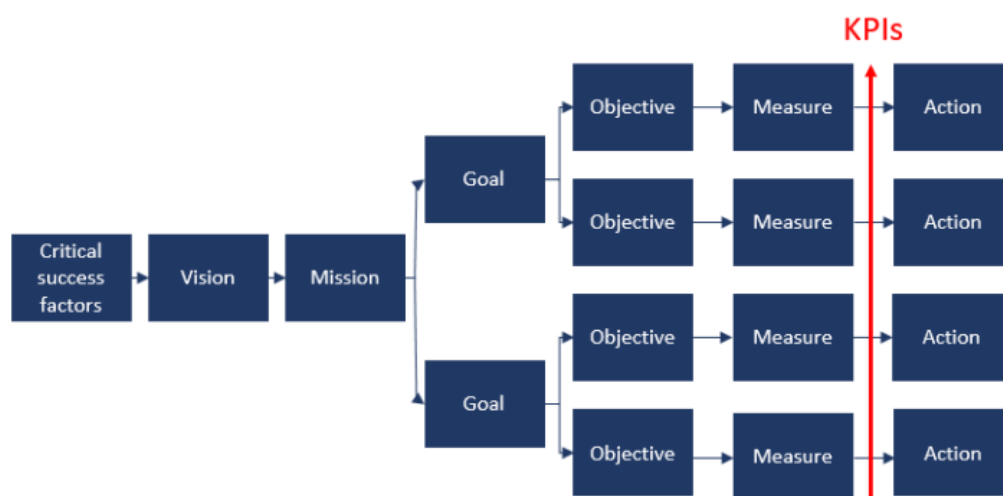 KPIs
Objective
Measure
Action
Goal
Objective
Measure
Action
Critical
success
factors
Vision
Mission
Objective
Measure
Action
Goal
Objective
Measure
Action